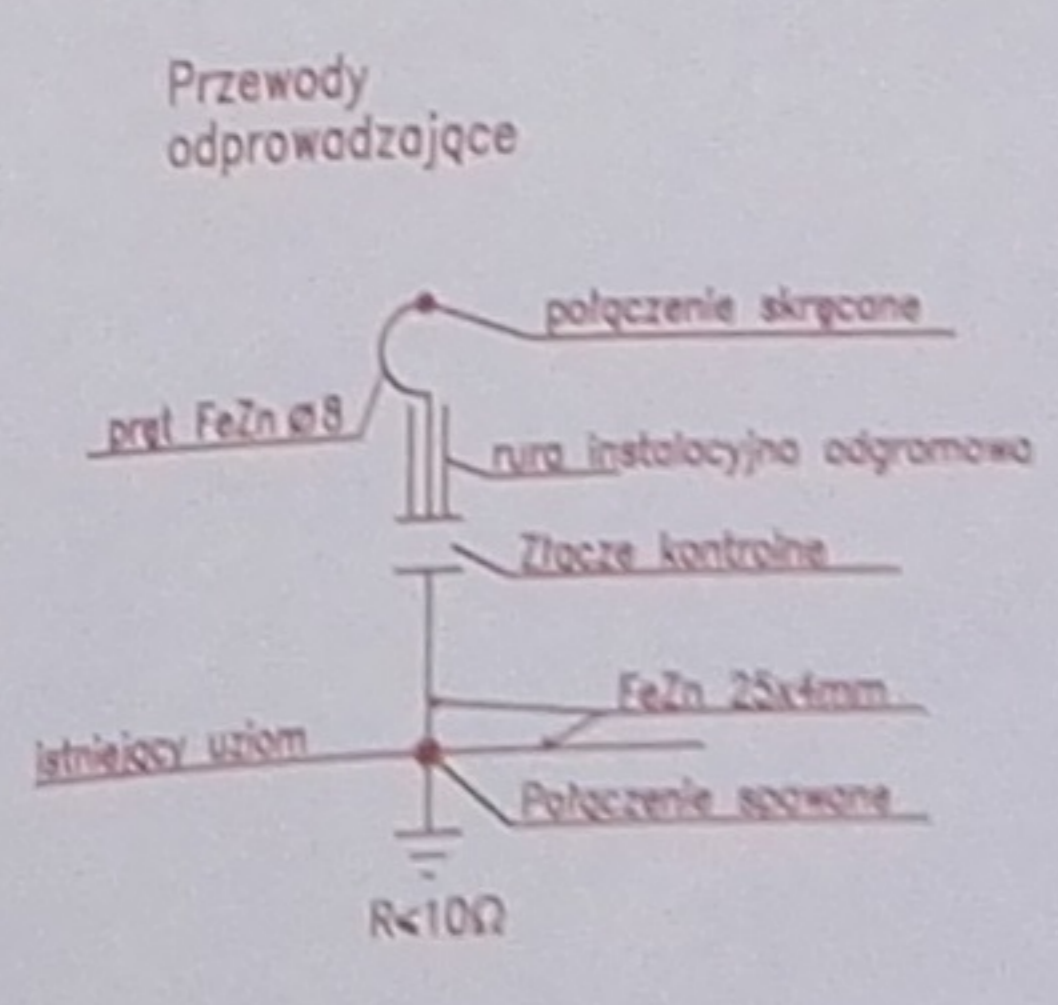 Przewody
odprowadzające
połączenie skręcane
pręt FeZn ø8
rura instalacyjna odgromowa
Złącze kontrolne
FeZn 25x4mm
istniejący uziom
Połączenie spawane
R<10Ω